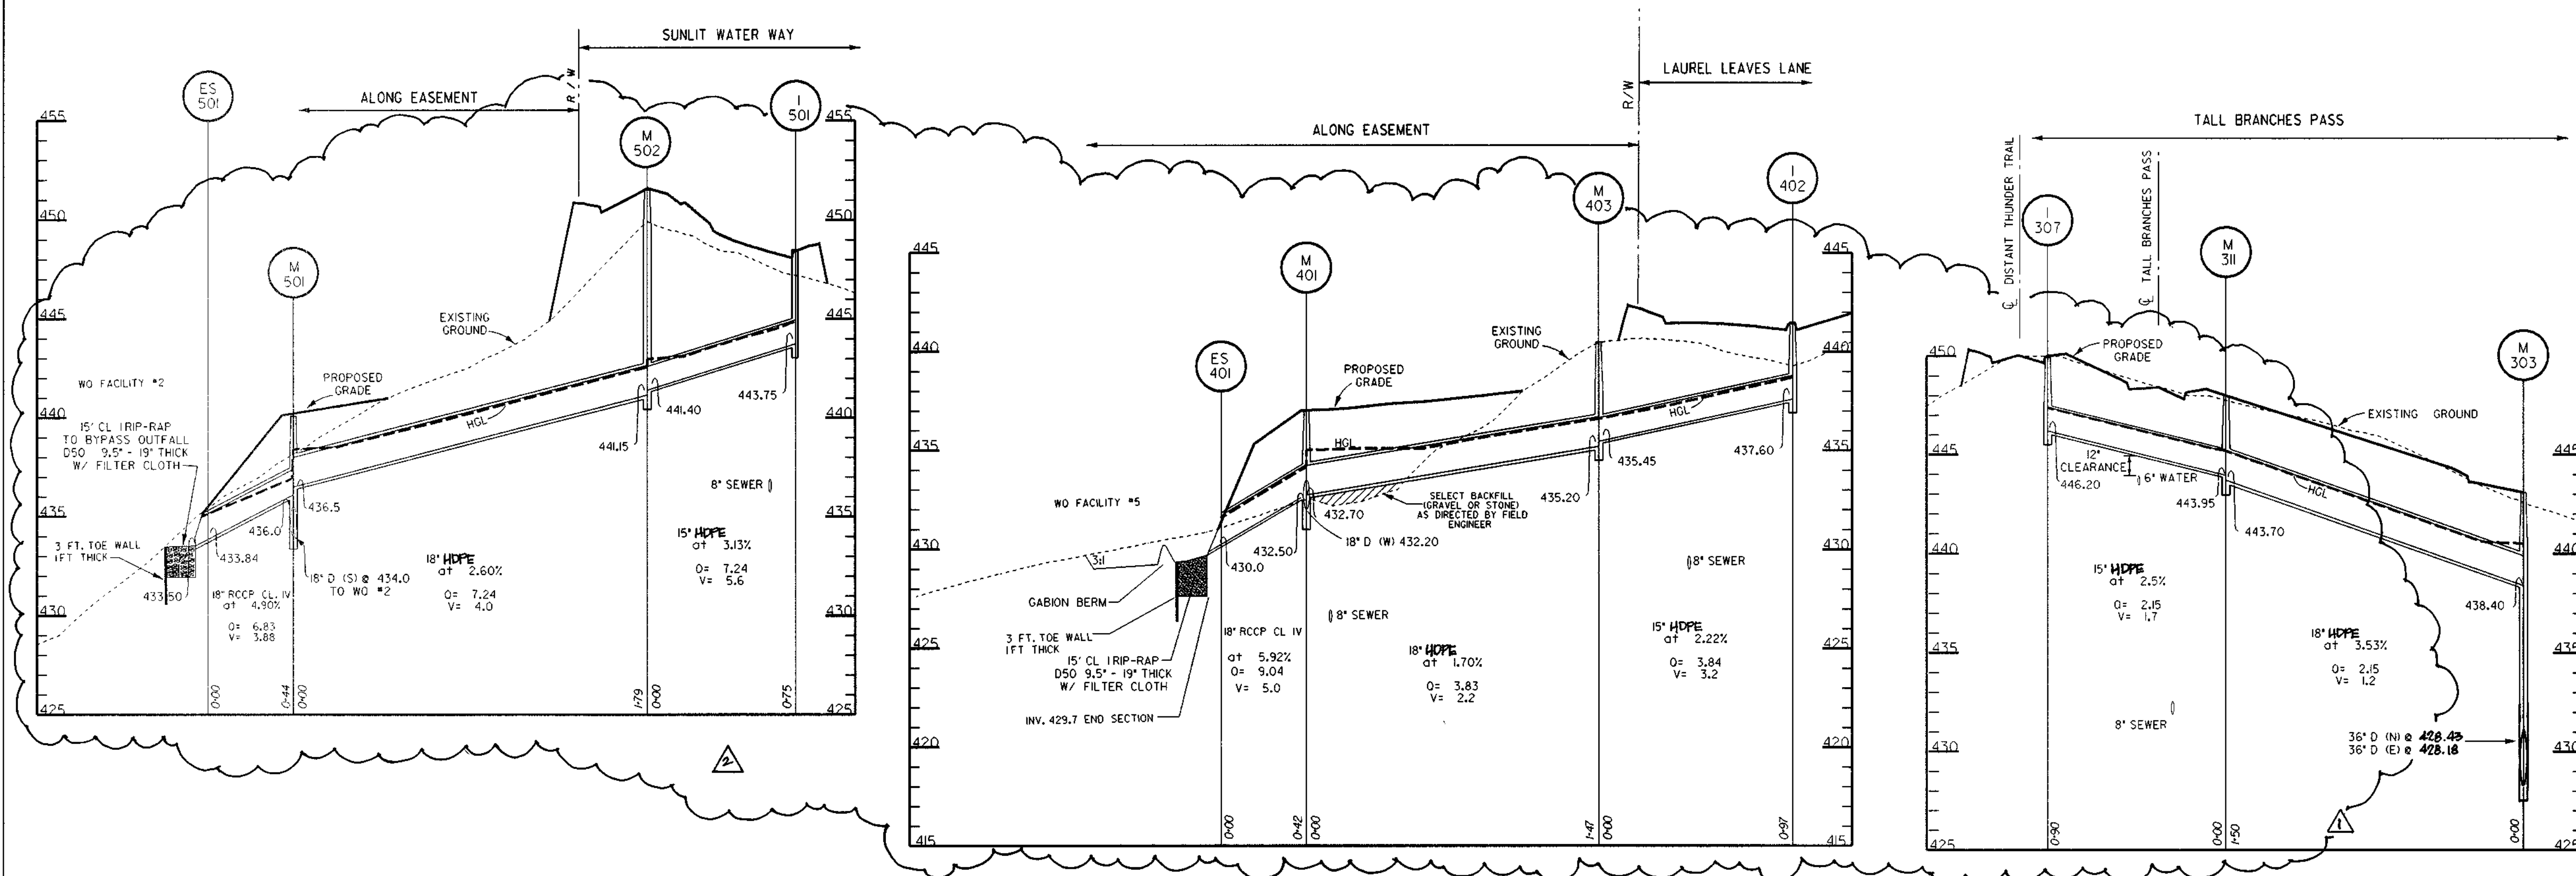 SUNLIT WATER WAY
R/W
ALONG EASEMENT
ES
501
M
501
M
502
I
501
455
455
450
450
445
445
440
440
435
435
430
430
425
425
WQ FACILITY #2
15' CL I RIP-RAP
TO BYPASS OUTFALL
D50 9.5" - 19" THICK
W/ FILTER CLOTH
3 FT. TOE WALL
1FT THICK
PROPOSED
GRADE
EXISTING
GROUND
HGL
433.50
433.84
436.0
436.5
441.15
441.40
443.75
18" D (S) @ 434.0
TO WQ #2
8" SEWER
18" RCCP CL. IV
at 4.90%
Q= 6.83
V= 3.88
18" HDPE
at 2.60%
Q= 7.24
V= 4.0
15" HDPE
at 3.13%
Q= 7.24
V= 5.6
0+00
0+44
0+00
1+79
0+00
0+75
2
LAUREL LEAVES LANE
R/W
ALONG EASEMENT
ES
401
M
401
M
403
I
402
445
445
440
440
435
435
430
430
425
425
420
420
415
415
WQ FACILITY #5
3:1
GABION BERM
3 FT. TOE WALL
1FT THICK
15' CL I RIP-RAP
D50 9.5" - 19" THICK
W/ FILTER CLOTH
INV. 429.7 END SECTION
PROPOSED
GRADE
EXISTING
GROUND
HGL
HGL
430.0
432.50
432.70
18" D (W) 432.20
SELECT BACKFILL
(GRAVEL OR STONE)
AS DIRECTED BY FIELD
ENGINEER
435.20
435.45
437.60
8" SEWER
8" SEWER
18" RCCP CL IV
at 5.92%
Q= 9.04
V= 5.0
18" HDPE
at 1.70%
Q= 3.83
V= 2.2
15" HDPE
at 2.22%
Q= 3.84
V= 3.2
0+00
0+42
0+00
1+47
0+00
0+97
TALL BRANCHES PASS
℄ DISTANT THUNDER TRAIL
℄ TALL BRANCHES PASS
I
307
M
311
M
303
450
445
445
440
440
435
435
430
430
425
425
PROPOSED
GRADE
EXISTING GROUND
HGL
12"
CLEARANCE
6" WATER
446.20
443.95
443.70
438.40
15" HDPE
at 2.5%
Q= 2.15
V= 1.7
18" HDPE
at 3.53%
Q= 2.15
V= 1.2
8" SEWER
36" D (N) @ 428.43
36" D (E) @ 428.18
0+90
0+00
1+50
0+00
1